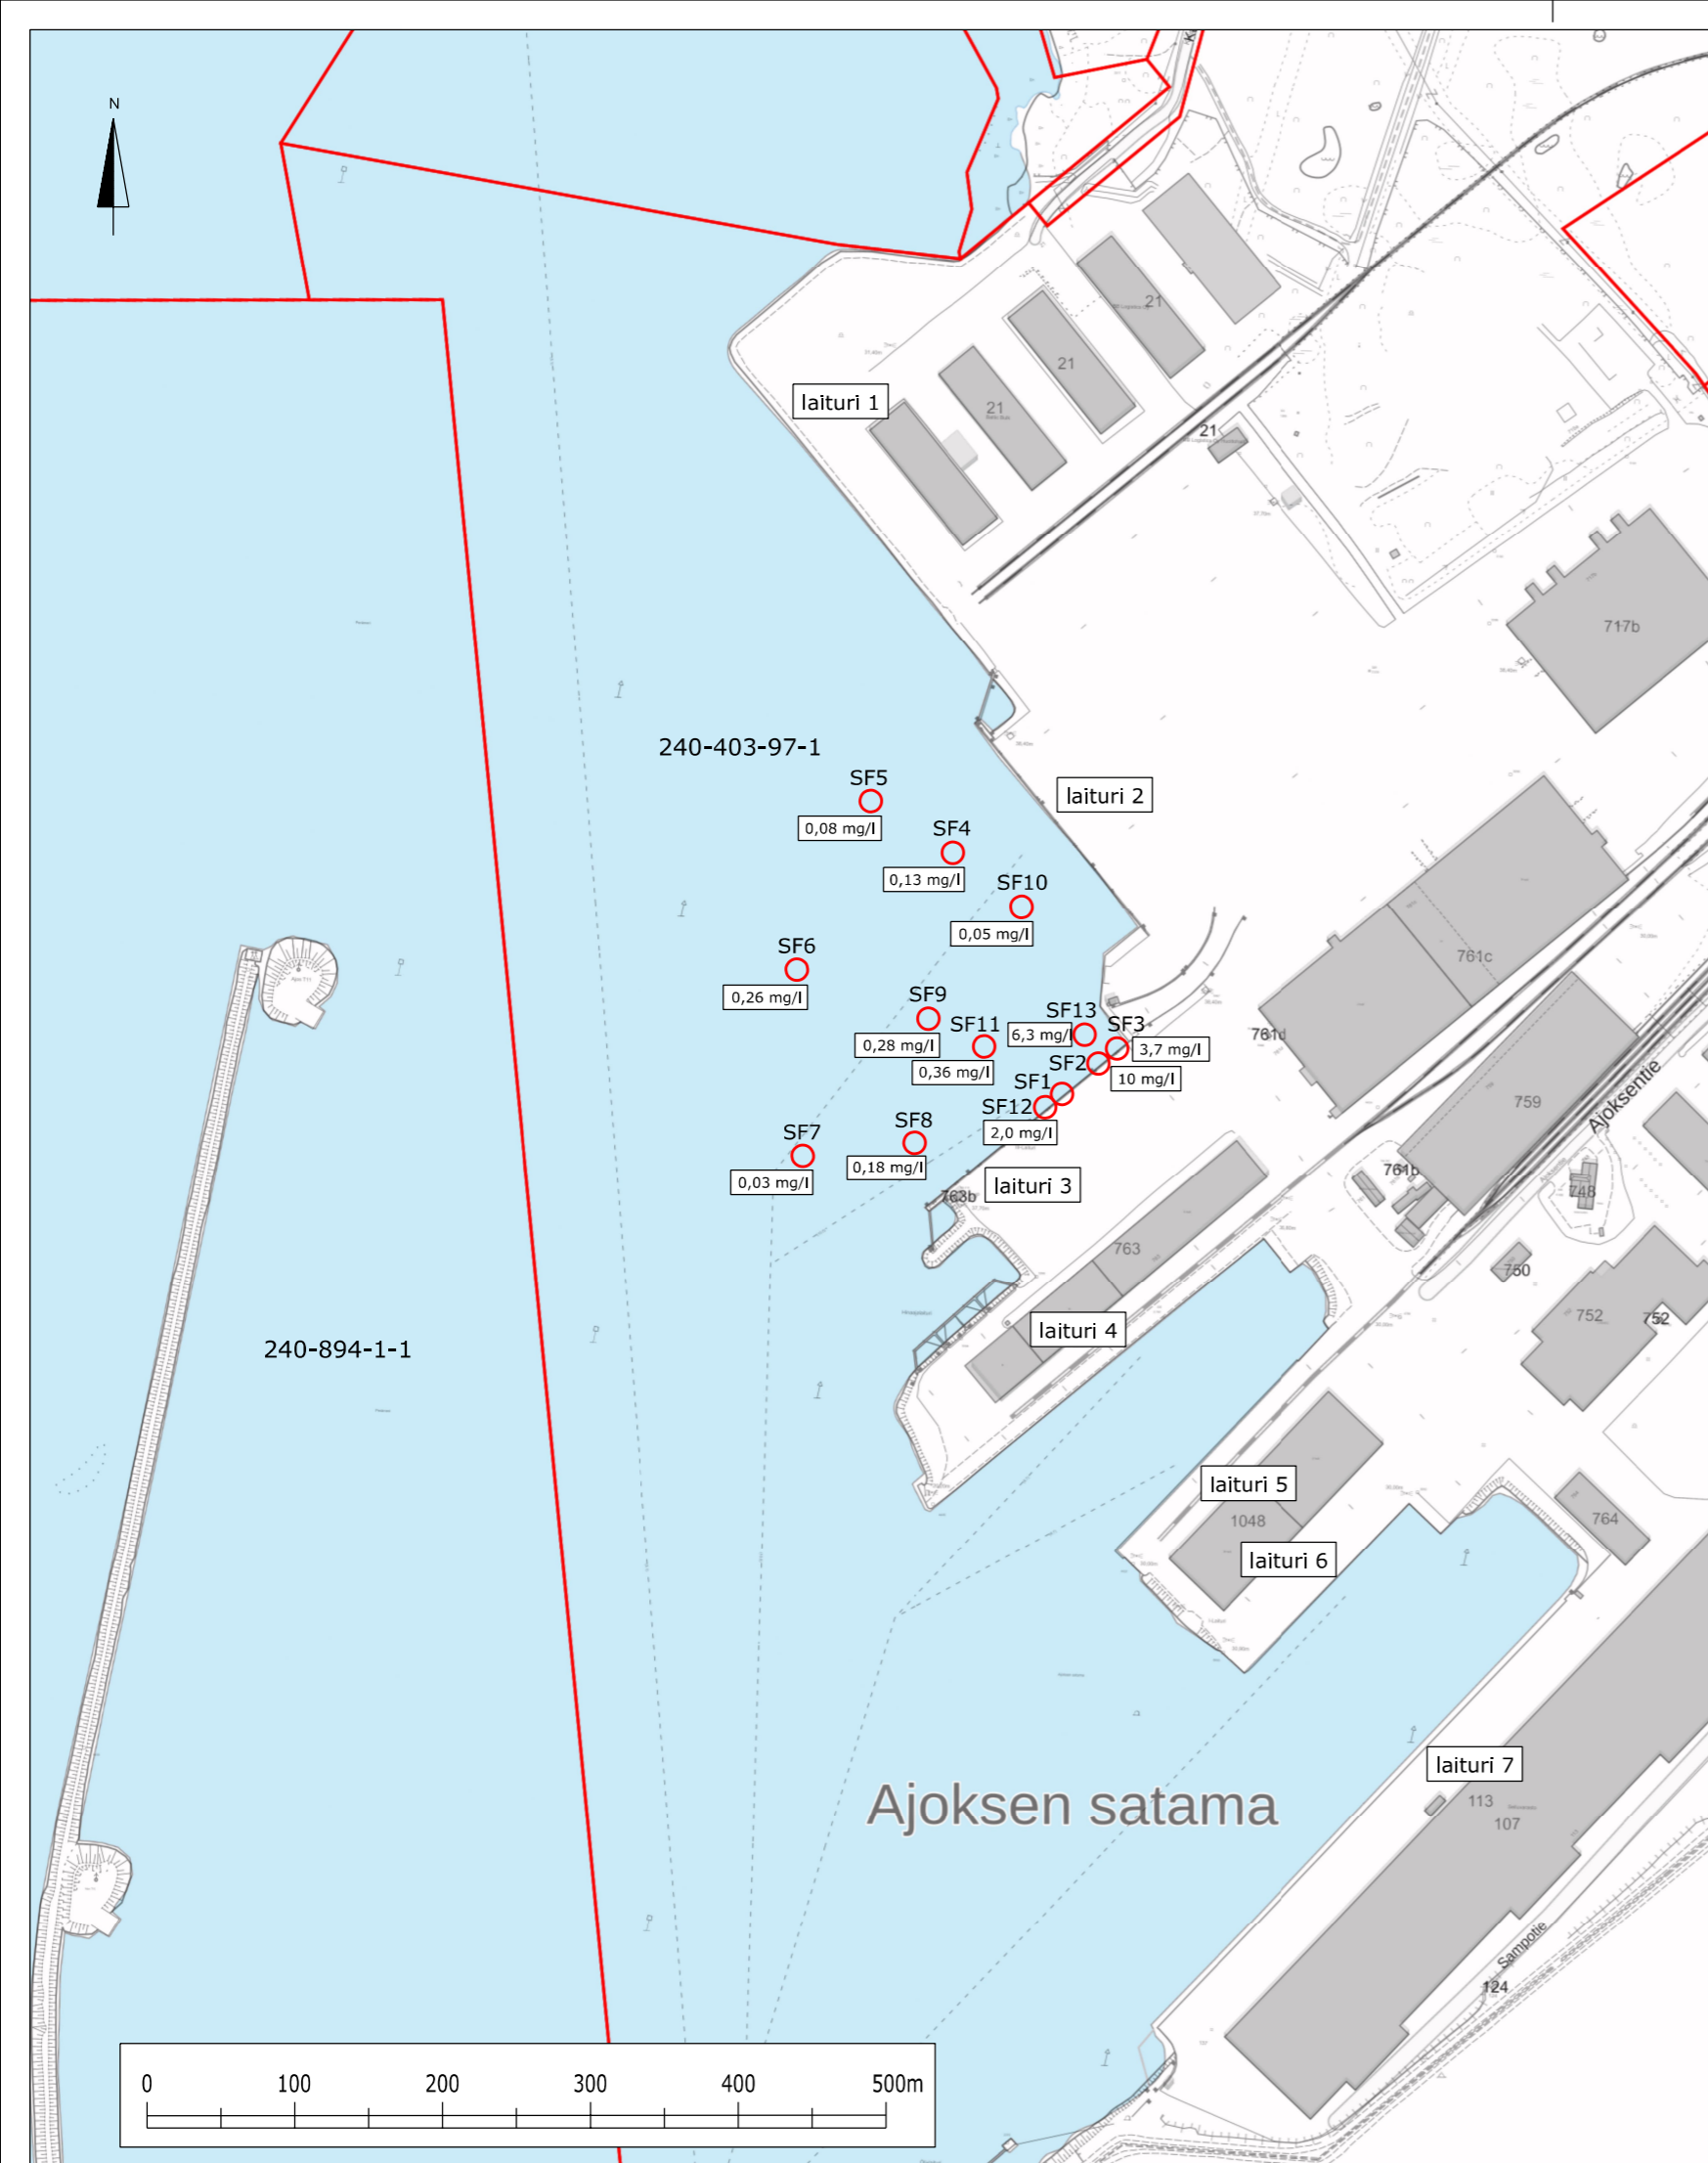 N
21
21
21
laituri 1
21
717b
240-403-97-1
SF5
0,08 mg/l
laituri 2
SF4
0,13 mg/l
SF10
0,05 mg/l
SF6
0,26 mg/l
761c
SF9
0,28 mg/l
SF11
0,36 mg/l
SF13
6,3 mg/l
SF3
3,7 mg/l
761d
SF2
10 mg/l
SF1
SF12
2,0 mg/l
759
Ajoksentie
SF7
0,03 mg/l
SF8
0,18 mg/l
laituri 3
763b
761b
748
763
750
240-894-1-1
laituri 4
752
752
laituri 5
1048
764
laituri 6
laituri 7
Ajoksen satama
113
107
Sampotie
124
0 100 200 300 400 500m